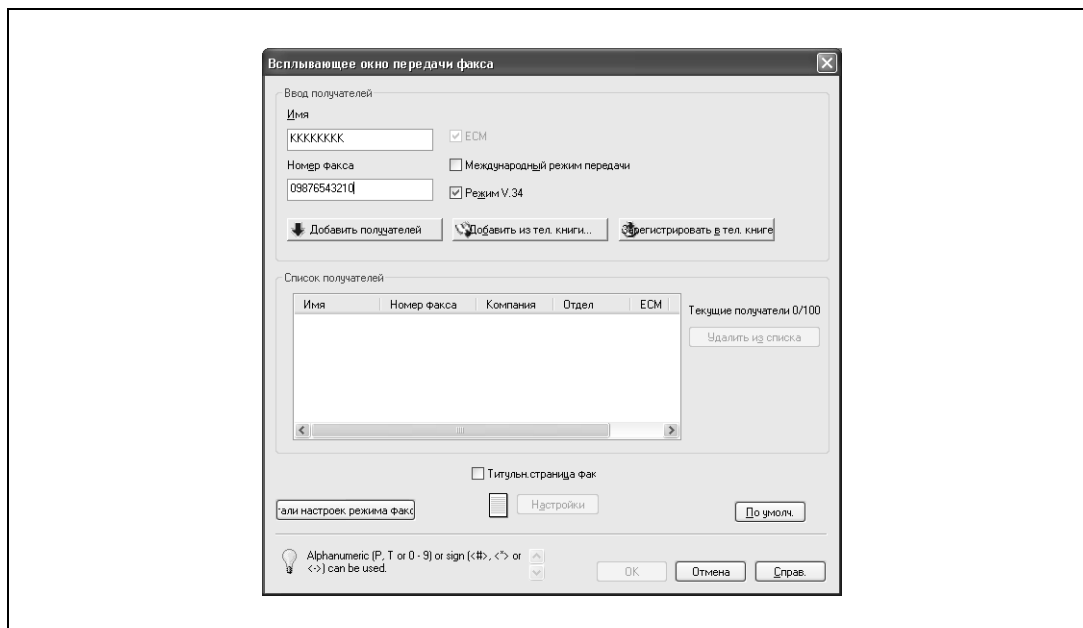 Всплывающее окно передачи факса
Ввод получателей
Имя
KKKKKKKK
ECM
Номер факса
Международный режим передачи
09876543210
Режим V.34
Добавить получателей
Добавить из тел. книги...
Зарегистрировать в тел. книге
Список получателей
Имя Номер факса Компания Отдел ECM
Текущие получатели 0/100
Удалить из списка
Титульн.страница фак
тали настроек режима факс
Настройки
По умолч.
Alphanumeric (P, T or 0 - 9) or sign (<#>, <*> or
<->) can be used.
OK Отмена Справ.